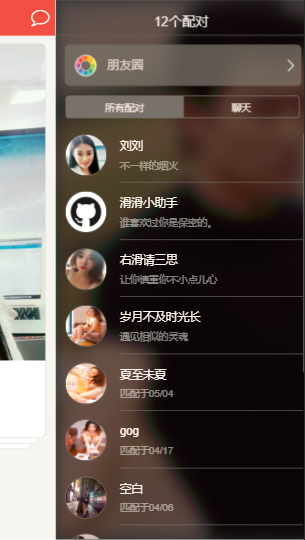 12个配对
朋友圈
所有配对
聊天
刘刘
不一样的烟火
滑滑小助手
谁喜欢过你是保密的。
右滑请三思
让你慎重你不小点儿心
岁月不及时光长
遇见相似的灵魂
夏至未夏
匹配于05/04
gog
匹配于04/17
空白
匹配于04/06